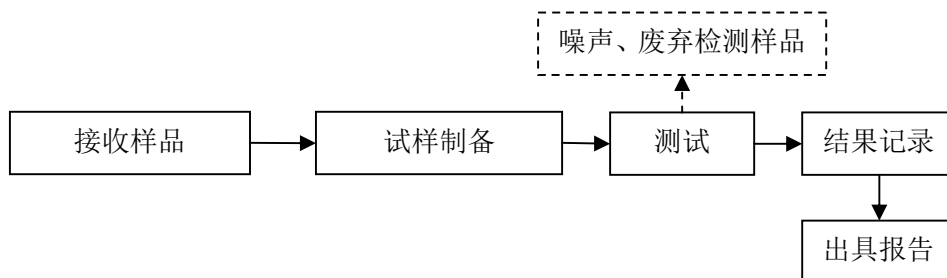 噪声、废弃检测样品
接收样品
试样制备
测试
结果记录
出具报告